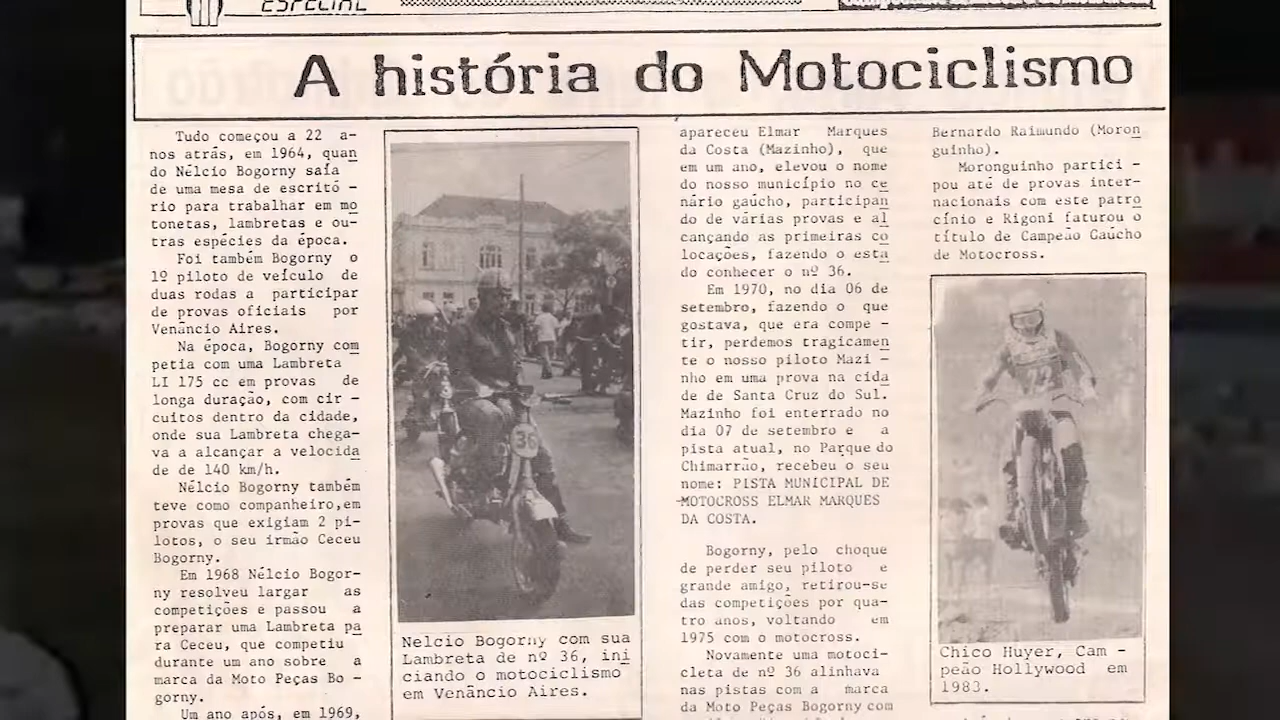 ESPECIAL
A história do Motociclismo
Tudo começou a 22 a-
nos atrás, em 1964, quan
do Nélcio Bogorny saía
de uma mesa de escritó -
rio para trabalhar em mo
tonetas, lambretas e ou-
tras espécies da época.
Foi também Bogorny o
1º piloto de veículo de
duas rodas a participar
de provas oficiais por
Venâncio Aires.
Na época, Bogorny com
petia com uma Lambreta
LI 175 cc em provas de
longa duração, com cir -
cuitos dentro da cidade,
onde sua Lambreta chega-
va a alcançar a velocida
de de 140 km/h.
Nélcio Bogorny também
teve como companheiro,em
provas que exigiam 2 pi-
lotos, o seu irmão Ceceu
Bogorny.
Em 1968 Nélcio Bogor-
ny resolveu largar as
competições e passou a
preparar uma Lambreta pa
ra Ceceu, que competiu
durante um ano sobre a
marca da Moto Peças Bo -
gorny.
Um ano após, em 1969,
36
Nelcio Bogorny com sua
Lambreta de nº 36, ini
ciando o motociclismo
em Venâncio Aires.
apareceu Elmar Marques
da Costa (Mazinho), que
em um ano, elevou o nome
do nosso município no ce
nário gaúcho, participan
do de várias provas e al
cançando as primeiras co
locações, fazendo o esta
do conhecer o nº 36.
Em 1970, no dia 06 de
setembro, fazendo o que
gostava, que era compe -
tir, perdemos tragicamen
te o nosso piloto Mazi -
nho em uma prova na cida
de de Santa Cruz do Sul.
Mazinho foi enterrado no
dia 07 de setembro e a
pista atual, no Parque do
Chimarrão, recebeu o seu
nome: PISTA MUNICIPAL DE
MOTOCROSS ELMAR MARQUES
DA COSTA.
Bogorny, pelo choque
de perder seu piloto e
grande amigo, retirou-se
das competições por qua-
tro anos, voltando em
1975 com o motocross.
Novamente uma motoci-
cleta de nº 36 alinhava
nas pistas com a marca
da Moto Peças Bogorny com
Bernardo Raimundo (Moron
guinho).
Moronguinho partici -
pou até de provas inter-
nacionais com este patro
cínio e Rigoni faturou o
título de Campeão Gaúcho
de Motocross.
Chico Huyer, Cam -
peão Hollywood em
1983.